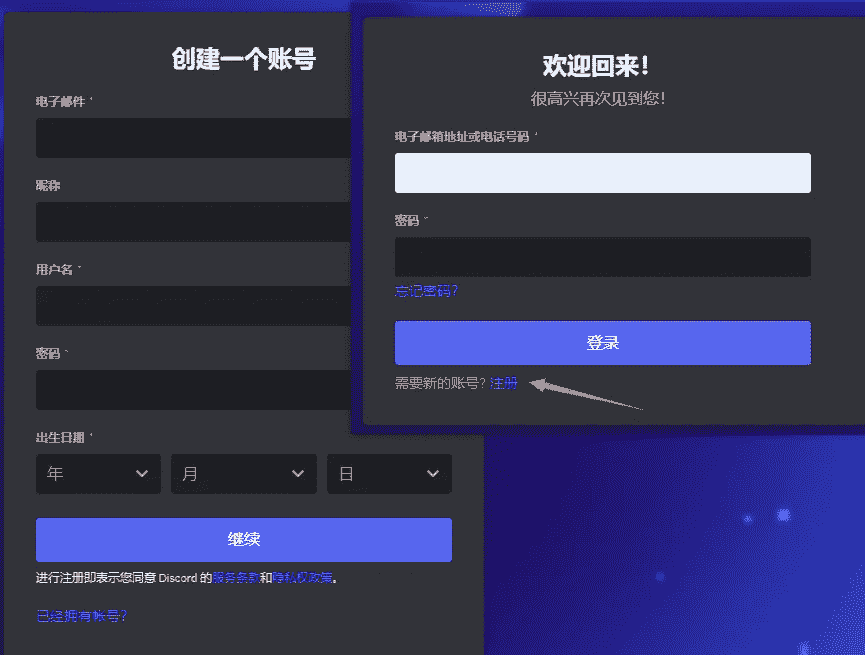 创建一个账号
电子邮件 *
昵称
用户名 *
密码 *
出生日期 *
年
月
日
继续
进行注册即表示您同意 Discord 的服务条款和隐私权政策。
已经拥有帐号？
欢迎回来！
很高兴再次见到您！
电子邮箱地址或电话号码 *
密码 *
忘记密码？
登录
需要新的账号? 注册